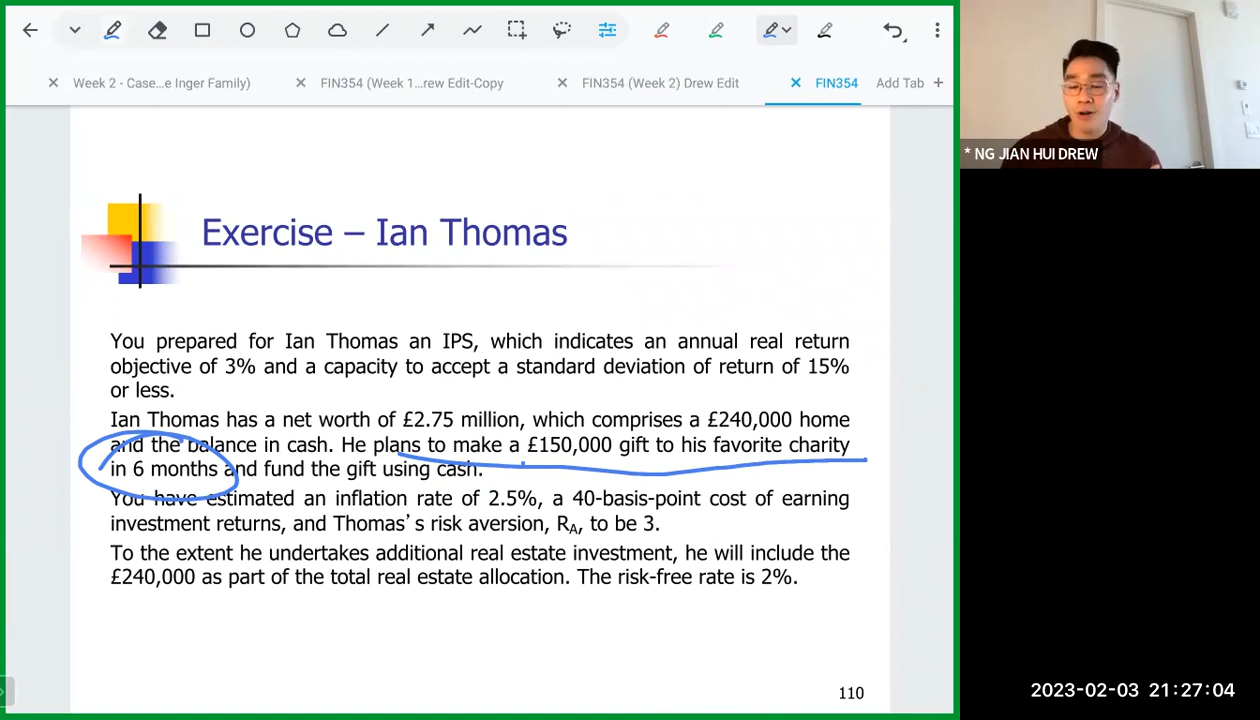 Week 2 - Case...e Inger Family)
FIN354 (Week 1...rew Edit-Copy
FIN354 (Week 2) Drew Edit
FIN354
Add Tab
* NG JIAN HUI DREW
Exercise – Ian Thomas
You prepared for Ian Thomas an IPS, which indicates an annual real return
objective of 3% and a capacity to accept a standard deviation of return of 15%
or less.
Ian Thomas has a net worth of £2.75 million, which comprises a £240,000 home
and the balance in cash. He plans to make a £150,000 gift to his favorite charity
in 6 months and fund the gift using cash.
You have estimated an inflation rate of 2.5%, a 40-basis-point cost of earning
investment returns, and Thomas's risk aversion, RA, to be 3.
To the extent he undertakes additional real estate investment, he will include the
£240,000 as part of the total real estate allocation. The risk-free rate is 2%.
110
2023-02-03 21:27:04